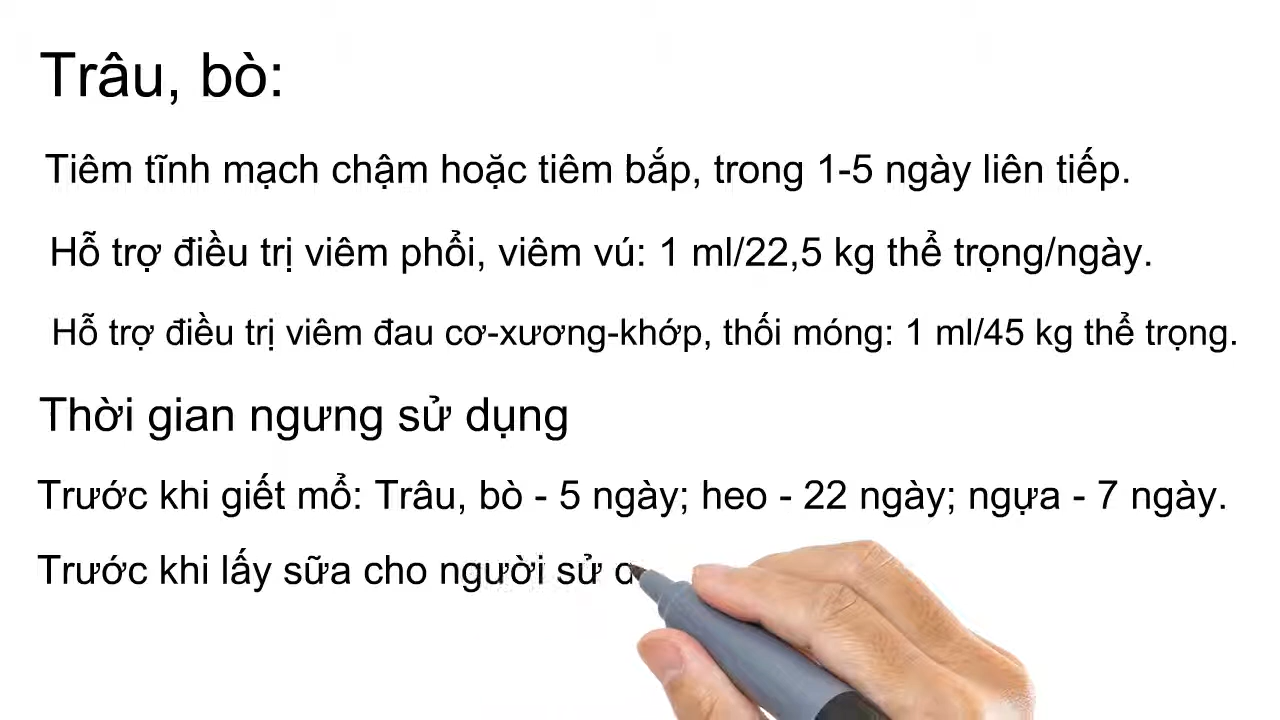 Trâu, bò:
Tiêm tĩnh mạch chậm hoặc tiêm bắp, trong 1-5 ngày liên tiếp.
Hỗ trợ điều trị viêm phổi, viêm vú: 1 ml/22,5 kg thể trọng/ngày.
Hỗ trợ điều trị viêm đau cơ-xương-khớp, thối móng: 1 ml/45 kg thể trọng.
Thời gian ngưng sử dụng
Trước khi giết mổ: Trâu, bò - 5 ngày; heo - 22 ngày; ngựa - 7 ngày.
Trước khi lấy sữa cho người sử